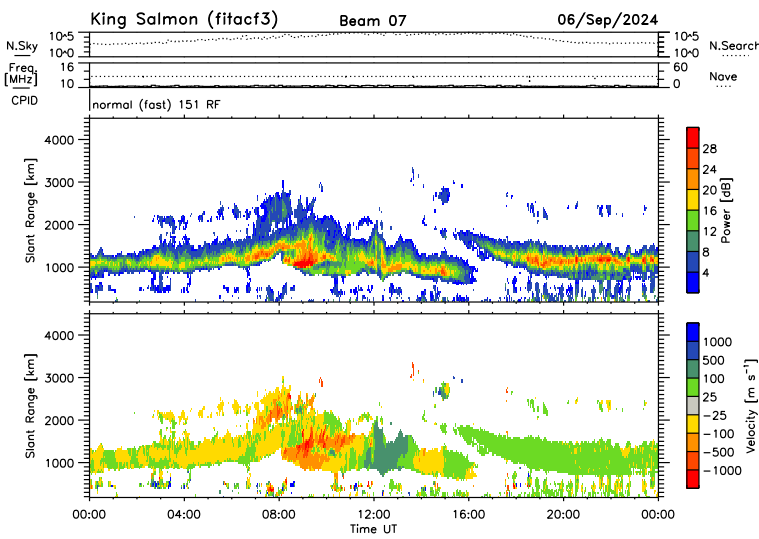 King Salmon (fitacf3) Beam 07 06/Sep/2024
N.Sky 10^5 10^0 10^5 10^0 N.Search
Freq. [MHz] 16 10 60 0 Nave
CPID normal (fast) 151 RF
Slant Range [km] 4000 3000 2000 1000
Power [dB] 28 24 20 16 12 8 4
Slant Range [km] 4000 3000 2000 1000
Velocity [m s⁻¹] 1000 500 100 25 −25 −100 −500 −1000
00:00 04:00 08:00 12:00 16:00 20:00 00:00
Time UT